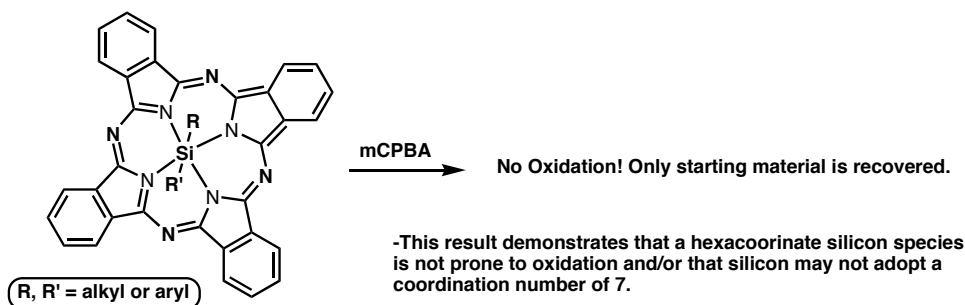 N
N
N
R
N
N
Si
N
R'
N
N
N
mCPBA
No Oxidation! Only starting material is recovered.
-This result demonstrates that a hexacoorinate silicon species
is not prone to oxidation and/or that silicon may not adopt a
coordination number of 7.
R, R' = alkyl or aryl